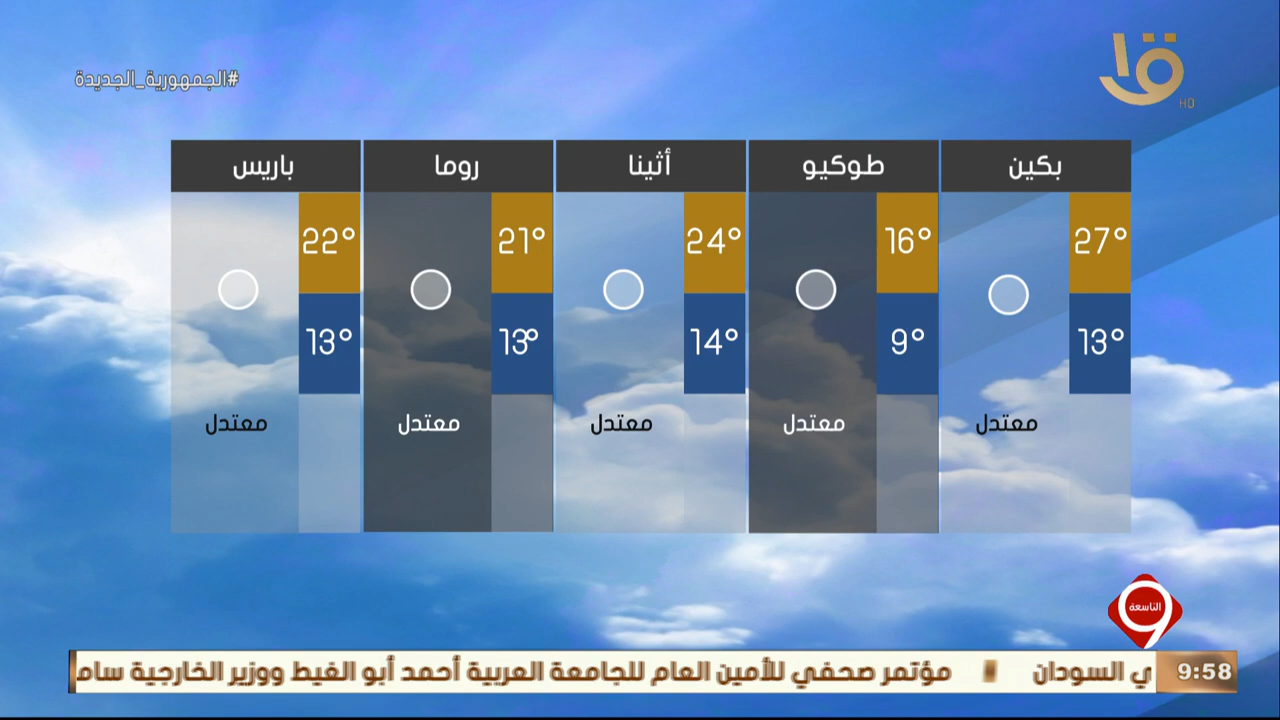 #الجمهورية_الجديدة
HD
بكين
27°
13°
معتدل
طوكيو
16°
9°
معتدل
أثينا
24°
14°
معتدل
روما
21°
13°
معتدل
باريس
22°
13°
معتدل
التاسعة
9
9:58
ي السودان
مؤتمر صحفي للأمين العام للجامعة العربية أحمد أبو الغيط ووزير الخارجية سام